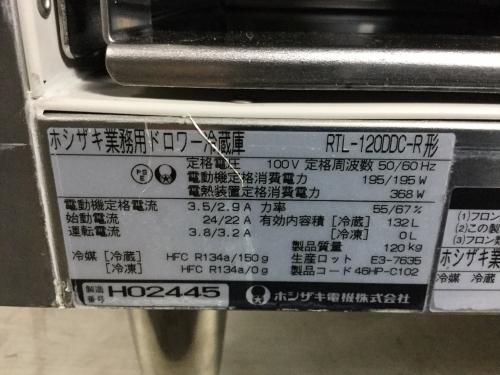 ホシザキ業務用ドロワー冷蔵庫 RTL-120DDC-R形
PS
E
定格電圧 100V 定格周波数 50/60Hz
電動機定格消費電力 195/195W
電熱装置定格消費電力 368W
電動機定格電流 3.5/2.9A 力率 55/67%
始動電流 24/22A 有効内容積 [冷蔵] 132L
運転電流 3.8/3.2A [冷凍] 0L
製品質量 120kg
冷媒 [冷蔵] HFC R134a/150g 生産ロット E3-7635
[冷凍] HFC R134a/0g 製品コード 46HP-C102
製造番号 H02445 ホシザキ電機株式会社
(1)フロン
(2)この製
(3)フロン類
ホシザキ業
冷媒 冷蔵